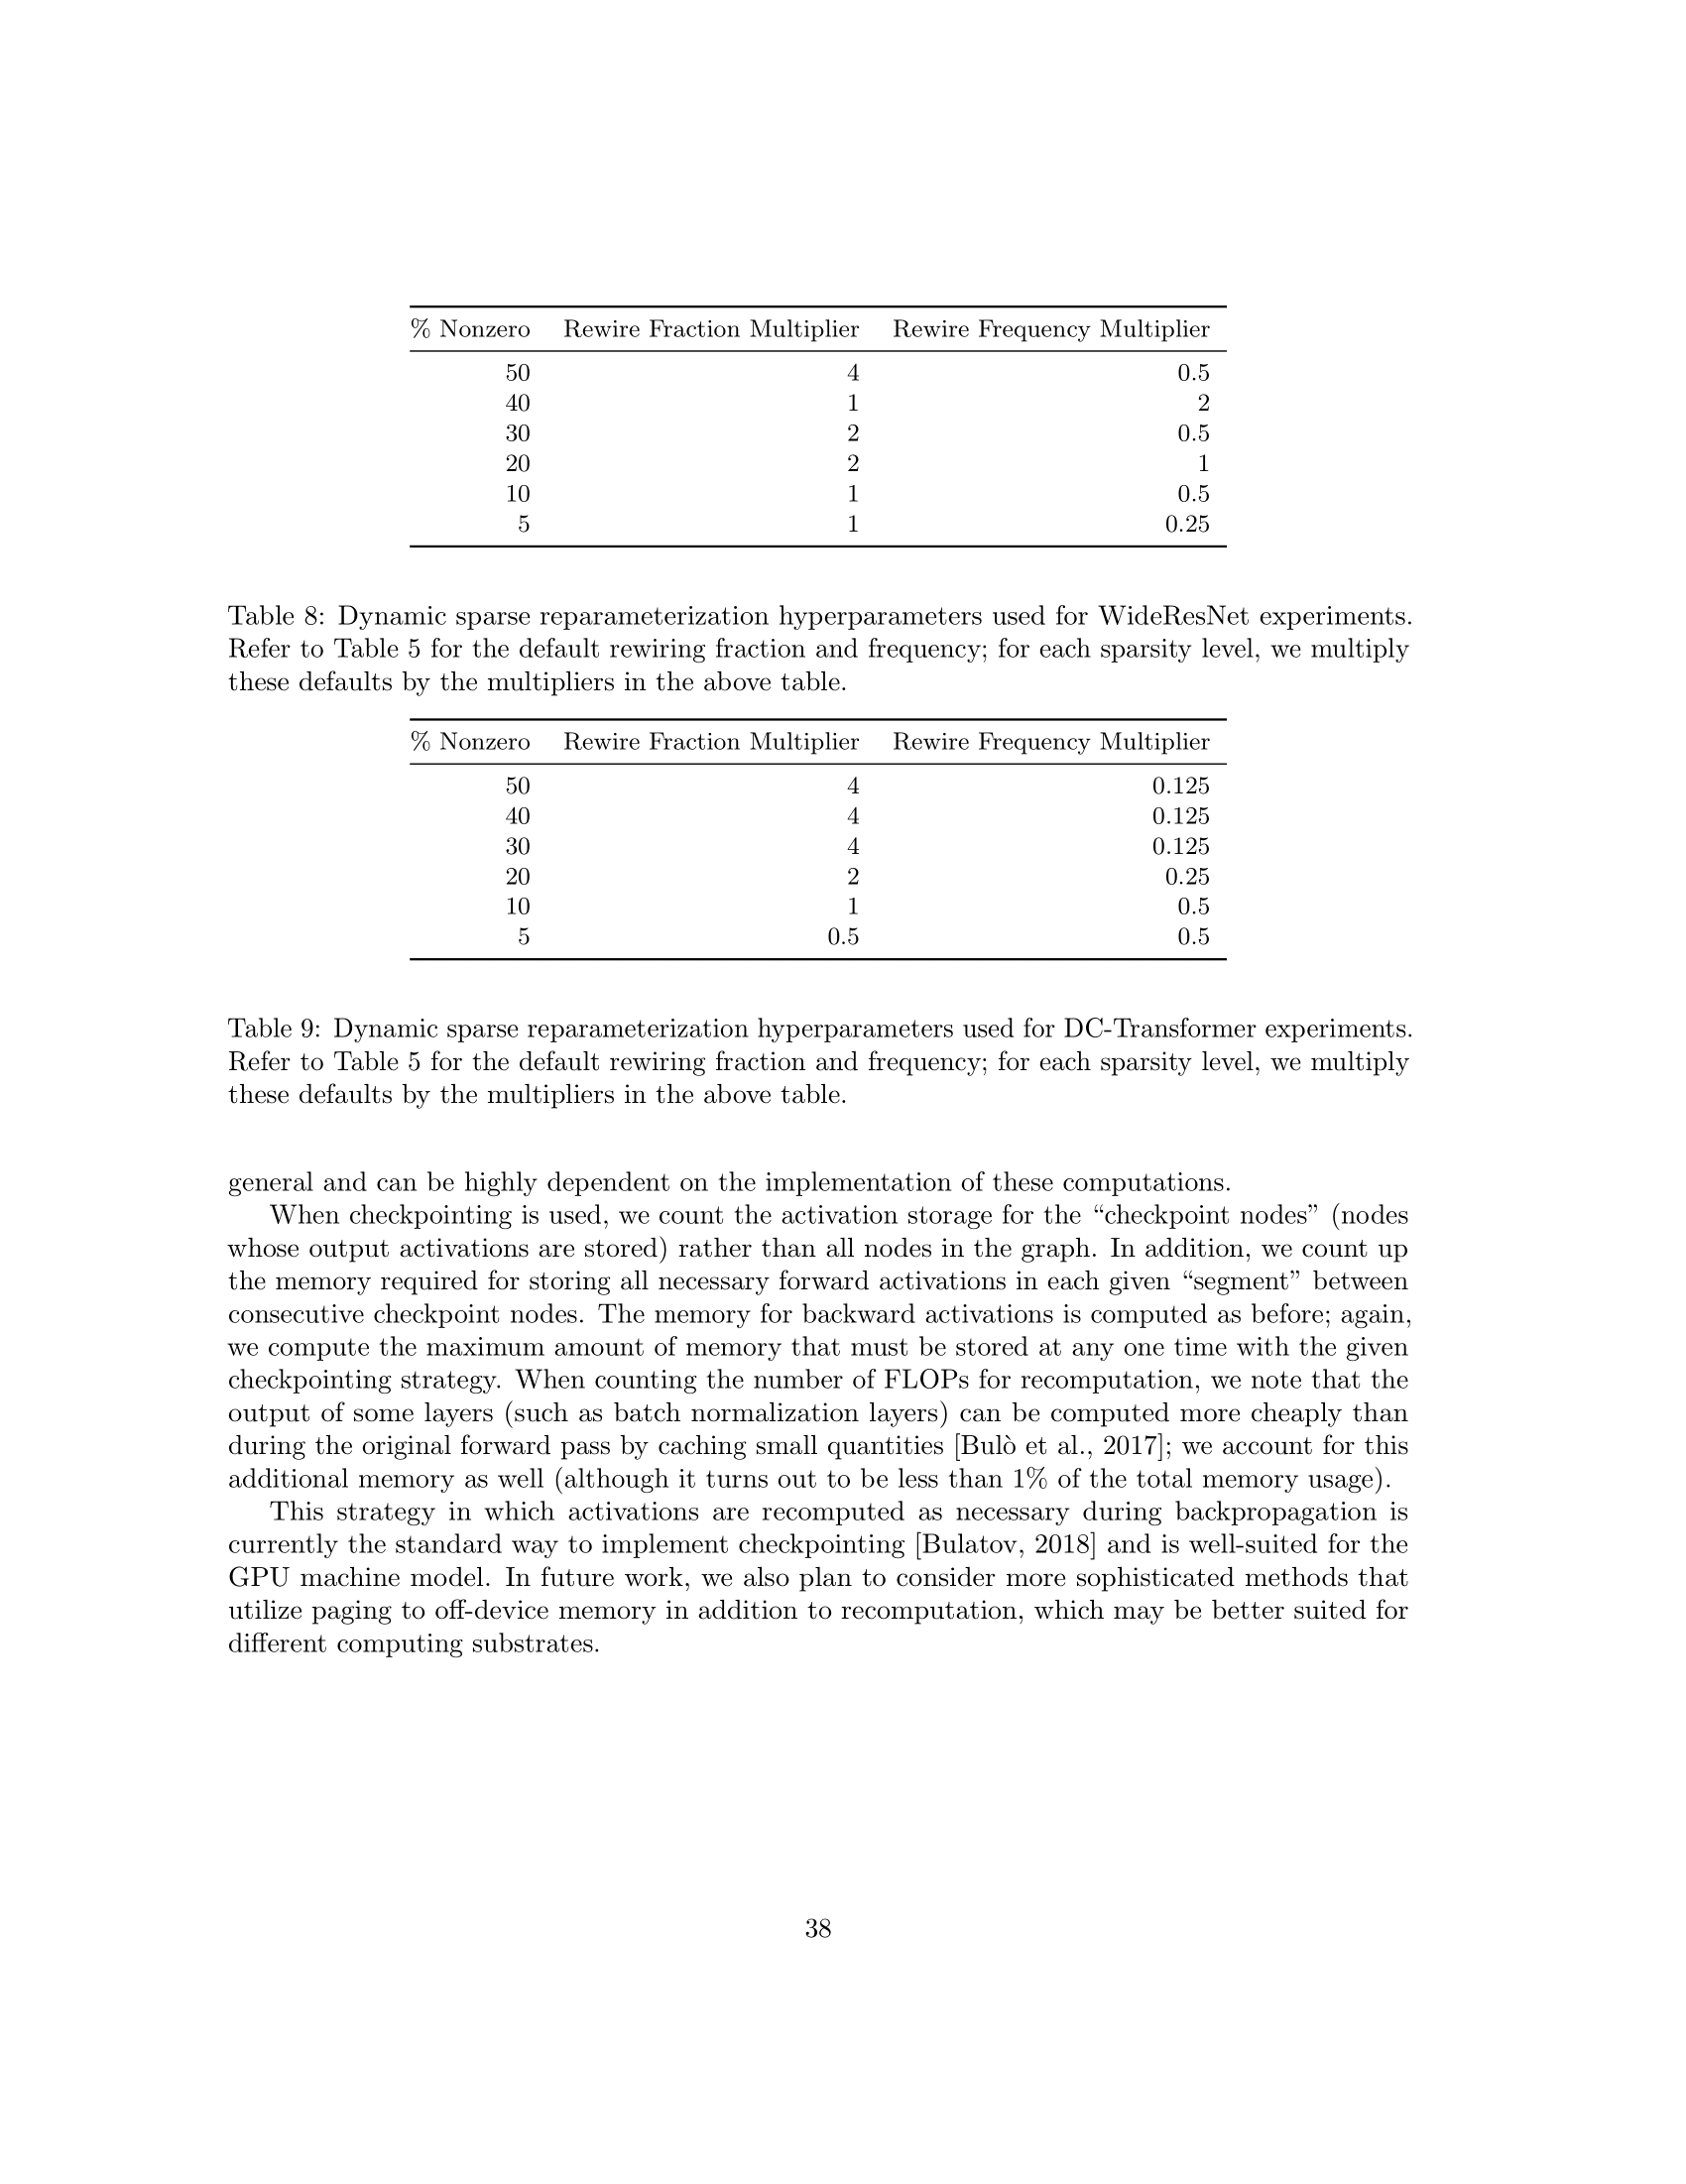 % Nonzero Rewire Fraction Multiplier Rewire Frequency Multiplier
50 4 0.5
40 1 2
30 2 0.5
20 2 1
10 1 0.5
5 1 0.25
Table 8: Dynamic sparse reparameterization hyperparameters used for WideResNet experiments.
Refer to Table 5 for the default rewiring fraction and frequency; for each sparsity level, we multiply
these defaults by the multipliers in the above table.
% Nonzero Rewire Fraction Multiplier Rewire Frequency Multiplier
50 4 0.125
40 4 0.125
30 4 0.125
20 2 0.25
10 1 0.5
5 0.5 0.5
Table 9: Dynamic sparse reparameterization hyperparameters used for DC-Transformer experiments.
Refer to Table 5 for the default rewiring fraction and frequency; for each sparsity level, we multiply
these defaults by the multipliers in the above table.
general and can be highly dependent on the implementation of these computations.
When checkpointing is used, we count the activation storage for the “checkpoint nodes” (nodes
whose output activations are stored) rather than all nodes in the graph. In addition, we count up
the memory required for storing all necessary forward activations in each given “segment” between
consecutive checkpoint nodes. The memory for backward activations is computed as before; again,
we compute the maximum amount of memory that must be stored at any one time with the given
checkpointing strategy. When counting the number of FLOPs for recomputation, we note that the
output of some layers (such as batch normalization layers) can be computed more cheaply than
during the original forward pass by caching small quantities [Bulò et al., 2017]; we account for this
additional memory as well (although it turns out to be less than 1% of the total memory usage).
This strategy in which activations are recomputed as necessary during backpropagation is
currently the standard way to implement checkpointing [Bulatov, 2018] and is well-suited for the
GPU machine model. In future work, we also plan to consider more sophisticated methods that
utilize paging to off-device memory in addition to recomputation, which may be better suited for
different computing substrates.
38